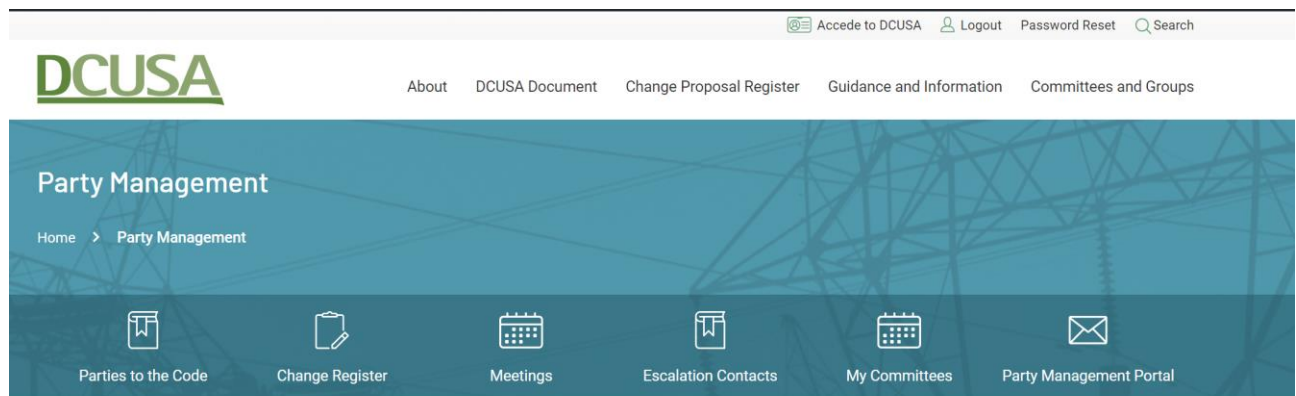 Accede to DCUSA Logout Password Reset Search
DCUSA
About DCUSA Document Change Proposal Register Guidance and Information Committees and Groups
Party Management
Home > Party Management
Parties to the Code Change Register Meetings Escalation Contacts My Committees Party Management Portal